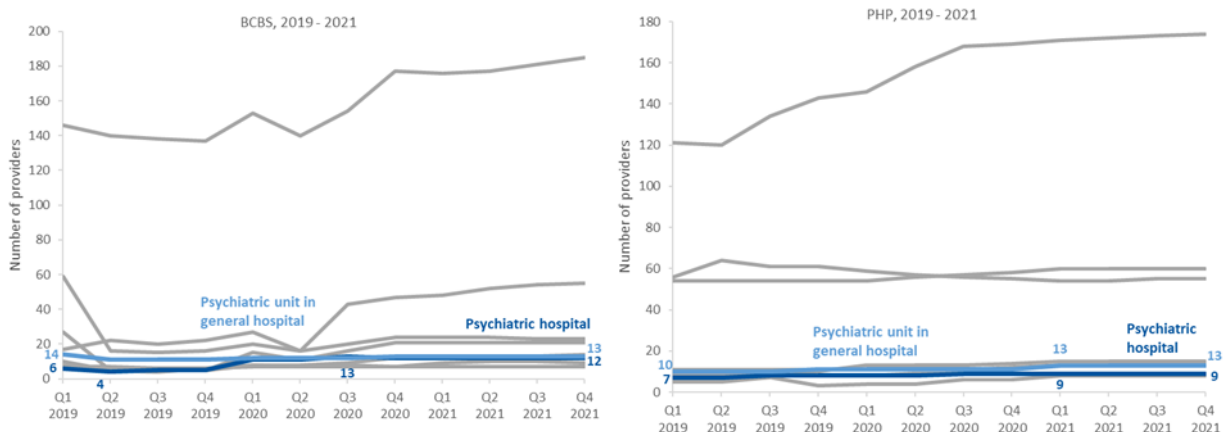 BCBS, 2019 - 2021
Number of providers
200
180
160
140
120
100
80
60
40
20
0
Psychiatric unit in
general hospital
Psychiatric hospital
14
6
4
13
13
12
Q1 Q2 Q3 Q4 Q1 Q2 Q3 Q4 Q1 Q2 Q3 Q4
2019 2019 2019 2019 2020 2020 2020 2020 2021 2021 2021 2021
PHP, 2019 - 2021
Number of providers
180
160
140
120
100
80
60
40
20
0
Psychiatric unit in
general hospital
Psychiatric
hospital
10
7
13
9
13
9
Q1 Q2 Q3 Q4 Q1 Q2 Q3 Q4 Q1 Q2 Q3 Q4
2019 2019 2019 2019 2020 2020 2020 2020 2021 2021 2021 2021